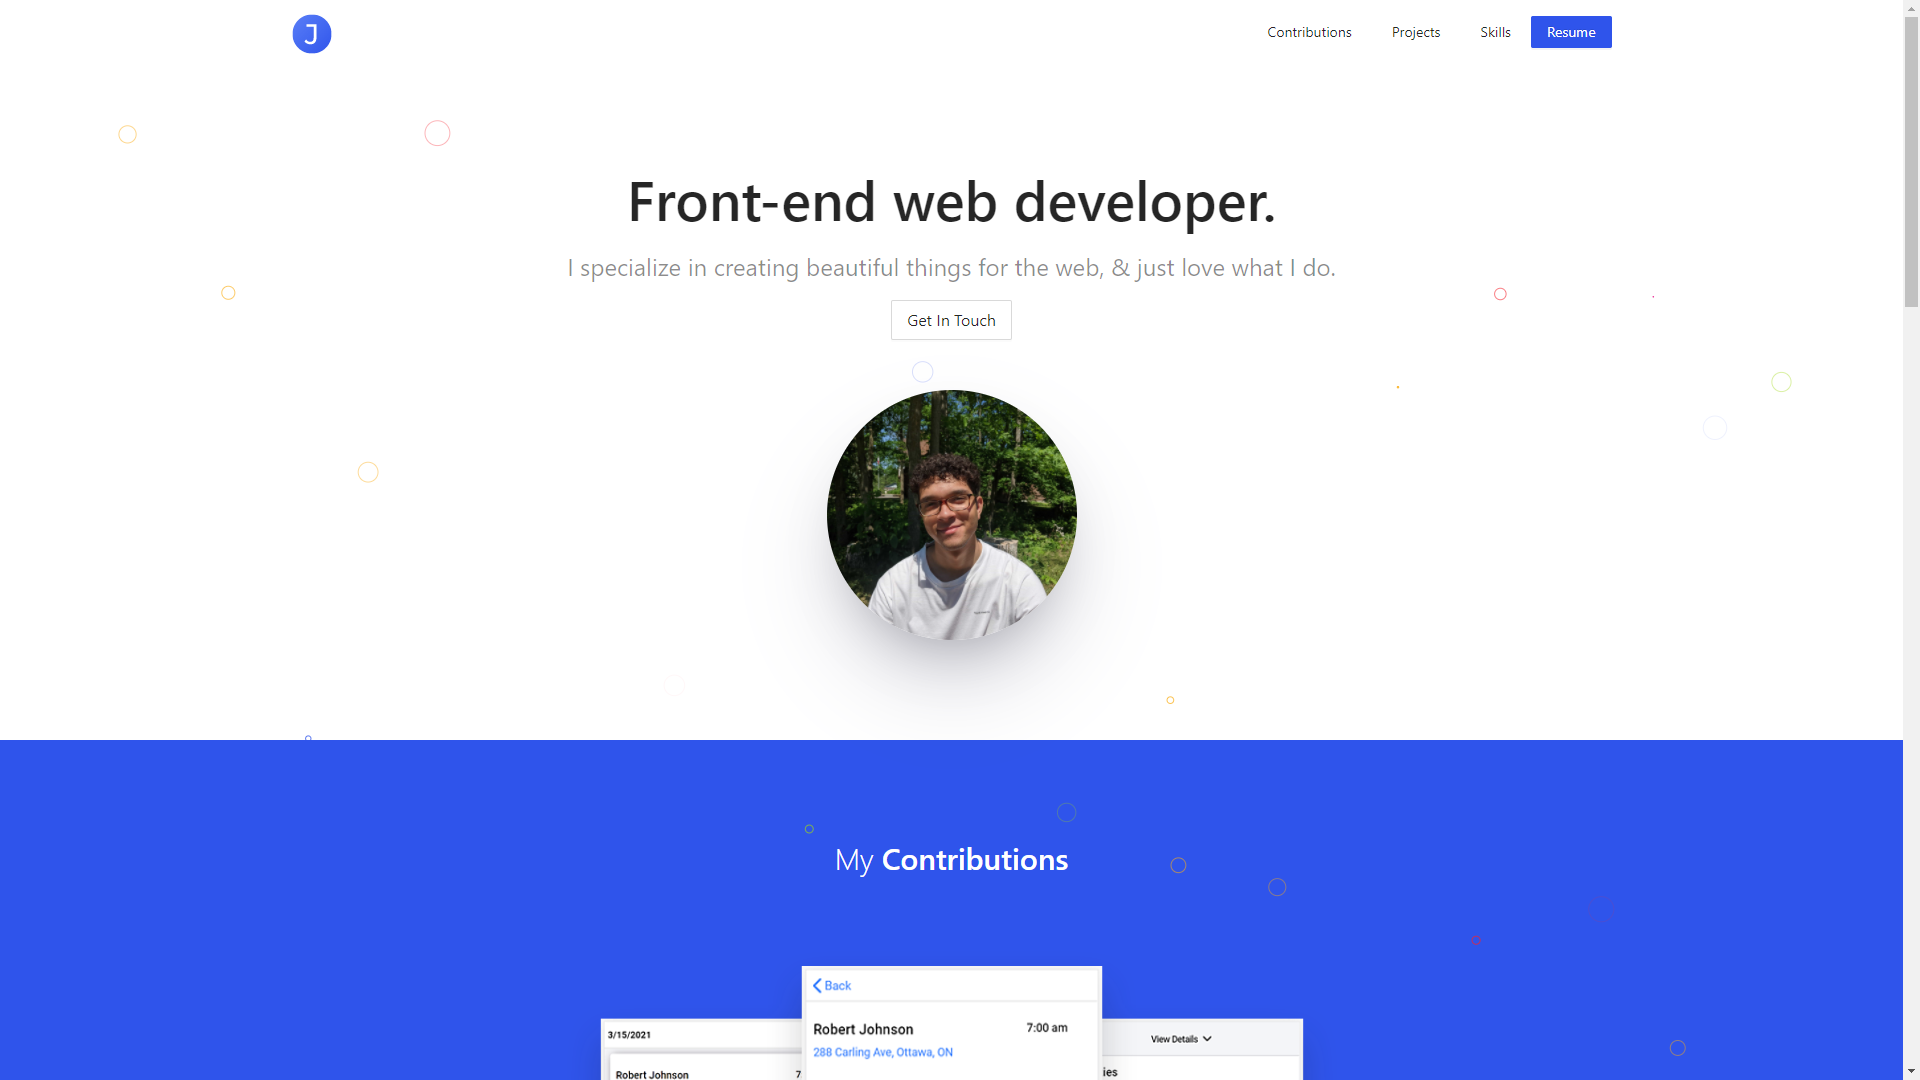 J
Contributions
Projects
Skills
Resume
Front-end web developer.
I specialize in creating beautiful things for the web, & just love what I do.
Get In Touch
My Contributions
Back
Robert Johnson
7:00 am
288 Carling Ave, Ottawa, ON
3/15/2021
Robert Johnson
7
View Details
ies